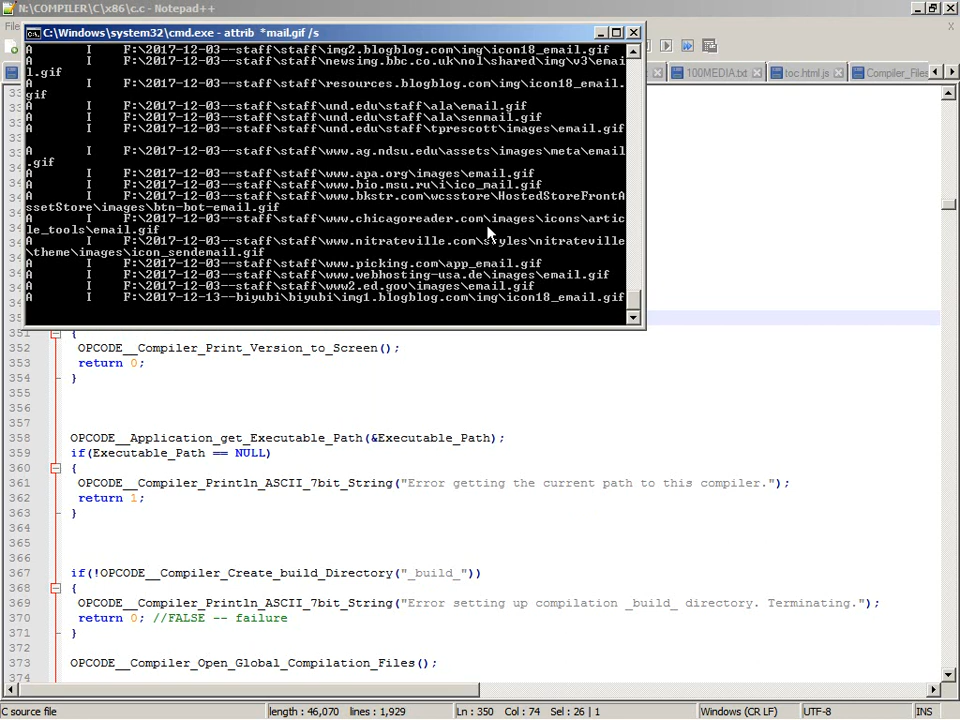 N:\COMPILER\C\x86\c.c - Notepad++
C:\Windows\system32\cmd.exe - attrib *mail.gif /s
A I F:\2017-12-03--staff\staff\img2.blogblog.com\img\icon18_email.gif
A I F:\2017-12-03--staff\staff\newsimg.bbc.co.uk\nol\shared\img\v3\emai
l.gif
A I F:\2017-12-03--staff\staff\resources.blogblog.com\img\icon18_email.
gif
A I F:\2017-12-03--staff\staff\und.edu\staff\ala\email.gif
A I F:\2017-12-03--staff\staff\und.edu\staff\ala\senmail.gif
A I F:\2017-12-03--staff\staff\und.edu\staff\tprescott\images\email.gif
A I F:\2017-12-03--staff\staff\www.ag.ndsu.edu\assets\images\meta\email
.gif
A I F:\2017-12-03--staff\staff\www.apa.org\images\email.gif
A I F:\2017-12-03--staff\staff\www.bio.msu.ru\i\ico_mail.gif
A I F:\2017-12-03--staff\staff\www.bkstr.com\wcsstore\HostedStoreFrontA
ssetStore\images\btn-bot-email.gif
A I F:\2017-12-03--staff\staff\www.chicagoreader.com\images\icons\artic
le_tools\email.gif
A I F:\2017-12-03--staff\staff\www.nitrateville.com\styles\nitrateville
\theme\images\icon_sendemail.gif
A I F:\2017-12-03--staff\staff\www.picking.com\app_email.gif
A I F:\2017-12-03--staff\staff\www.webhosting-usa.de\images\email.gif
A I F:\2017-12-03--staff\staff\www2.ed.gov\images\email.gif
A I F:\2017-12-13--biyubi\biyubi\img1.blogblog.com\img\icon18_email.gif
100MEDIA.txt toc.html.js Compiler_Files
351 {
352 OPCODE__Compiler_Print_Version_to_Screen();
353 return 0;
354 }
355
356
357
358 OPCODE__Application_get_Executable_Path(&Executable_Path);
359 if(Executable_Path == NULL)
360 {
361 OPCODE__Compiler_Println_ASCII_7bit_String("Error getting the current path to this compiler.");
362 return 1;
363 }
364
365
366
367 if(!OPCODE__Compiler_Create_build_Directory("_build_"))
368 {
369 OPCODE__Compiler_Println_ASCII_7bit_String("Error setting up compilation _build_ directory. Terminating.");
370 return 0; //FALSE -- failure
371 }
372
373 OPCODE__Compiler_Open_Global_Compilation_Files();
374
C source file length : 46,070 lines : 1,929 Ln : 350 Col : 74 Sel : 26 | 1 Windows (CR LF) UTF-8 INS